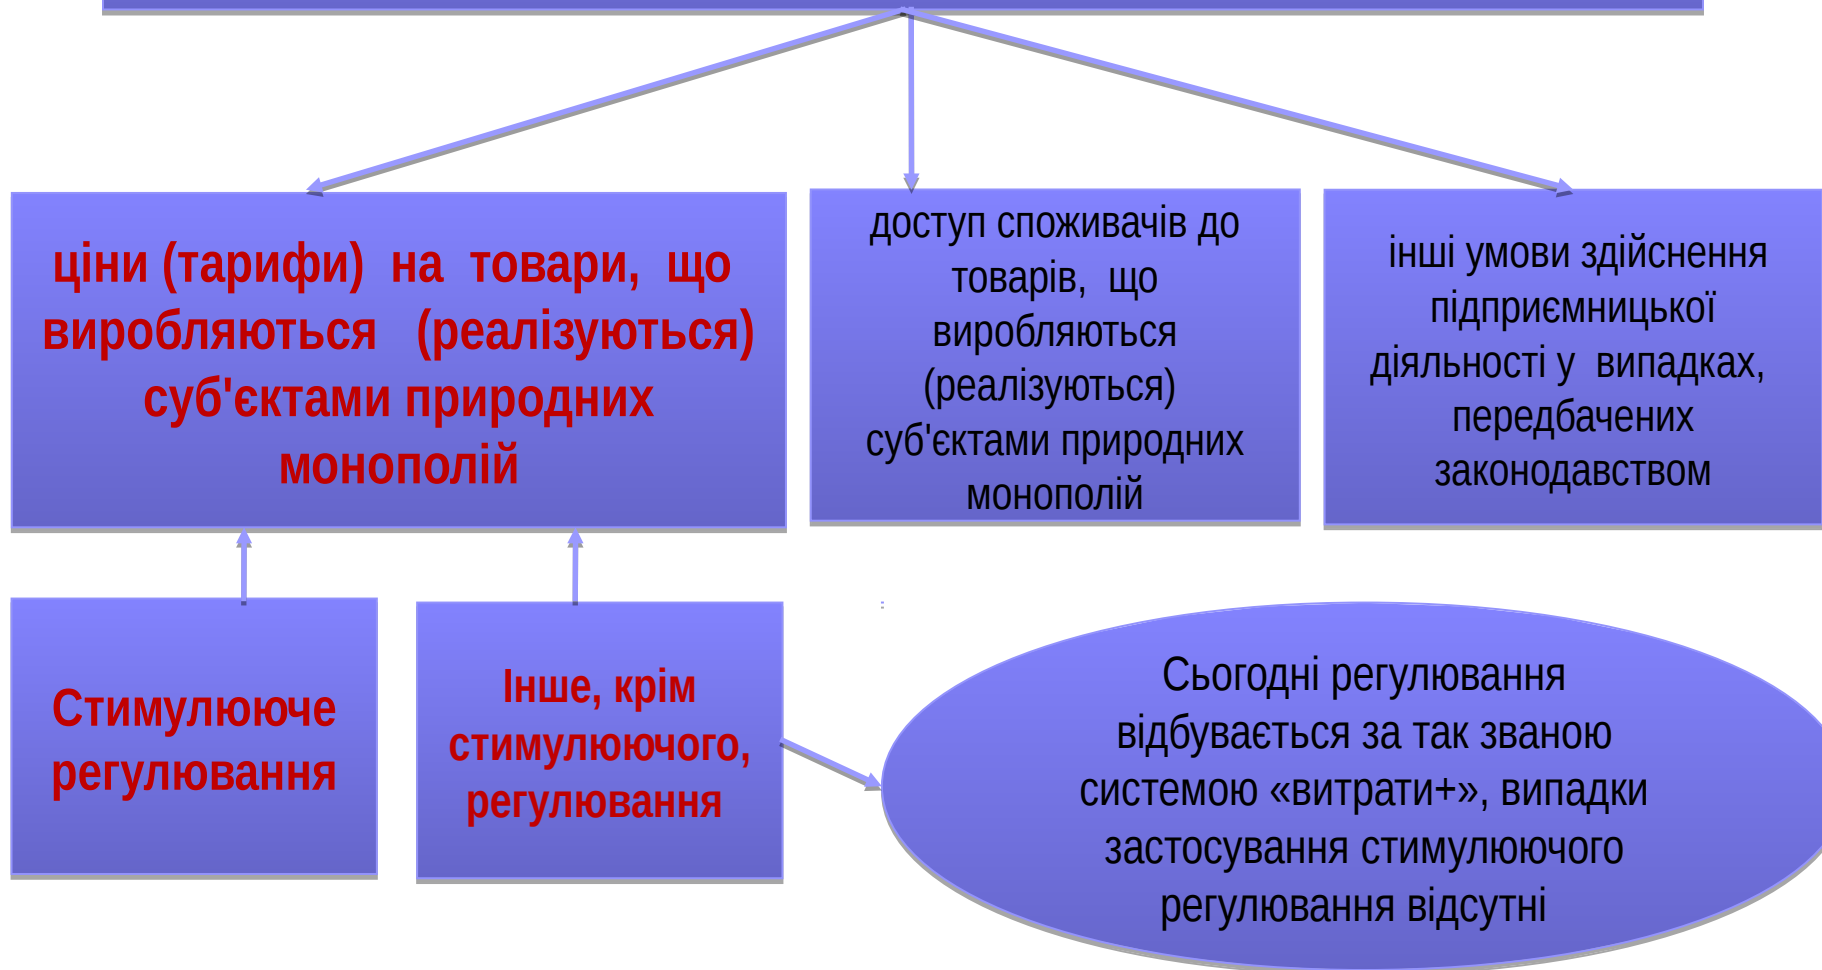 ціни (тарифи) на товари, що
виробляються (реалізуються)
суб'єктами природних
монополій
доступ споживачів до
товарів, що
виробляються
(реалізуються)
суб'єктами природних
монополій
інші умови здійснення
підприємницької
діяльності у випадках,
передбачених
законодавством
Стимулююче
регулювання
Інше, крім
стимулюючого,
регулювання
Сьогодні регулювання
відбувається за так званою
системою «витрати+», випадки
застосування стимулюючого
регулювання відсутні